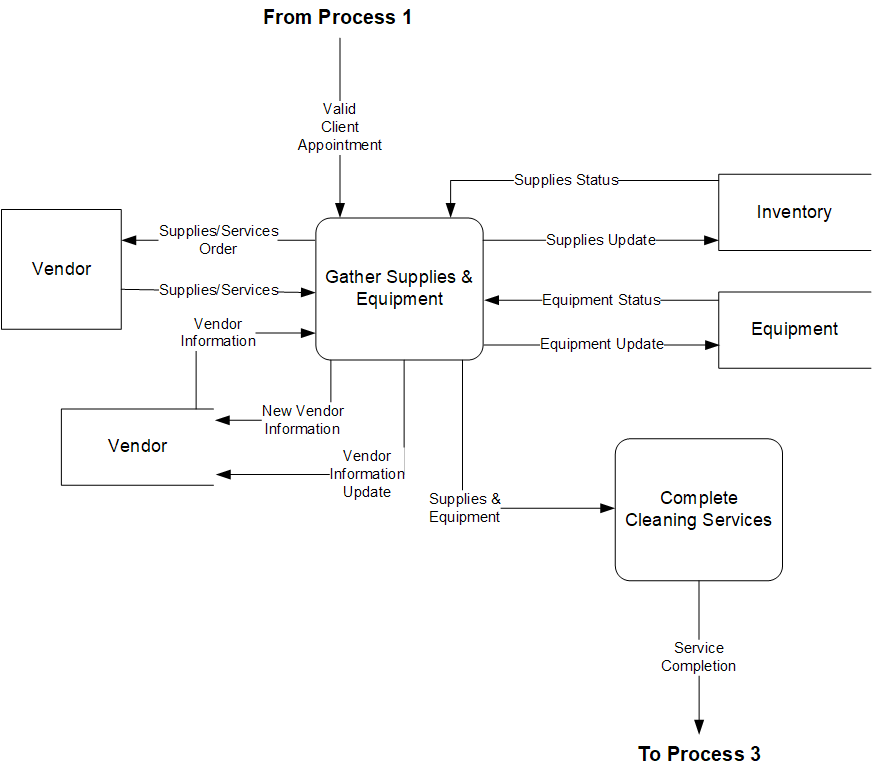 From Process 1
Valid
Client
Appointment
Supplies Status
Inventory
Supplies/Services
Order
Supplies Update
Vendor
Gather Supplies &
Equipment
Supplies/Services
Equipment Status
Equipment
Vendor
Information
Equipment Update
New Vendor
Information
Vendor
Vendor
Information
Update
Supplies &
Equipment
Complete
Cleaning Services
Service
Completion
To Process 3